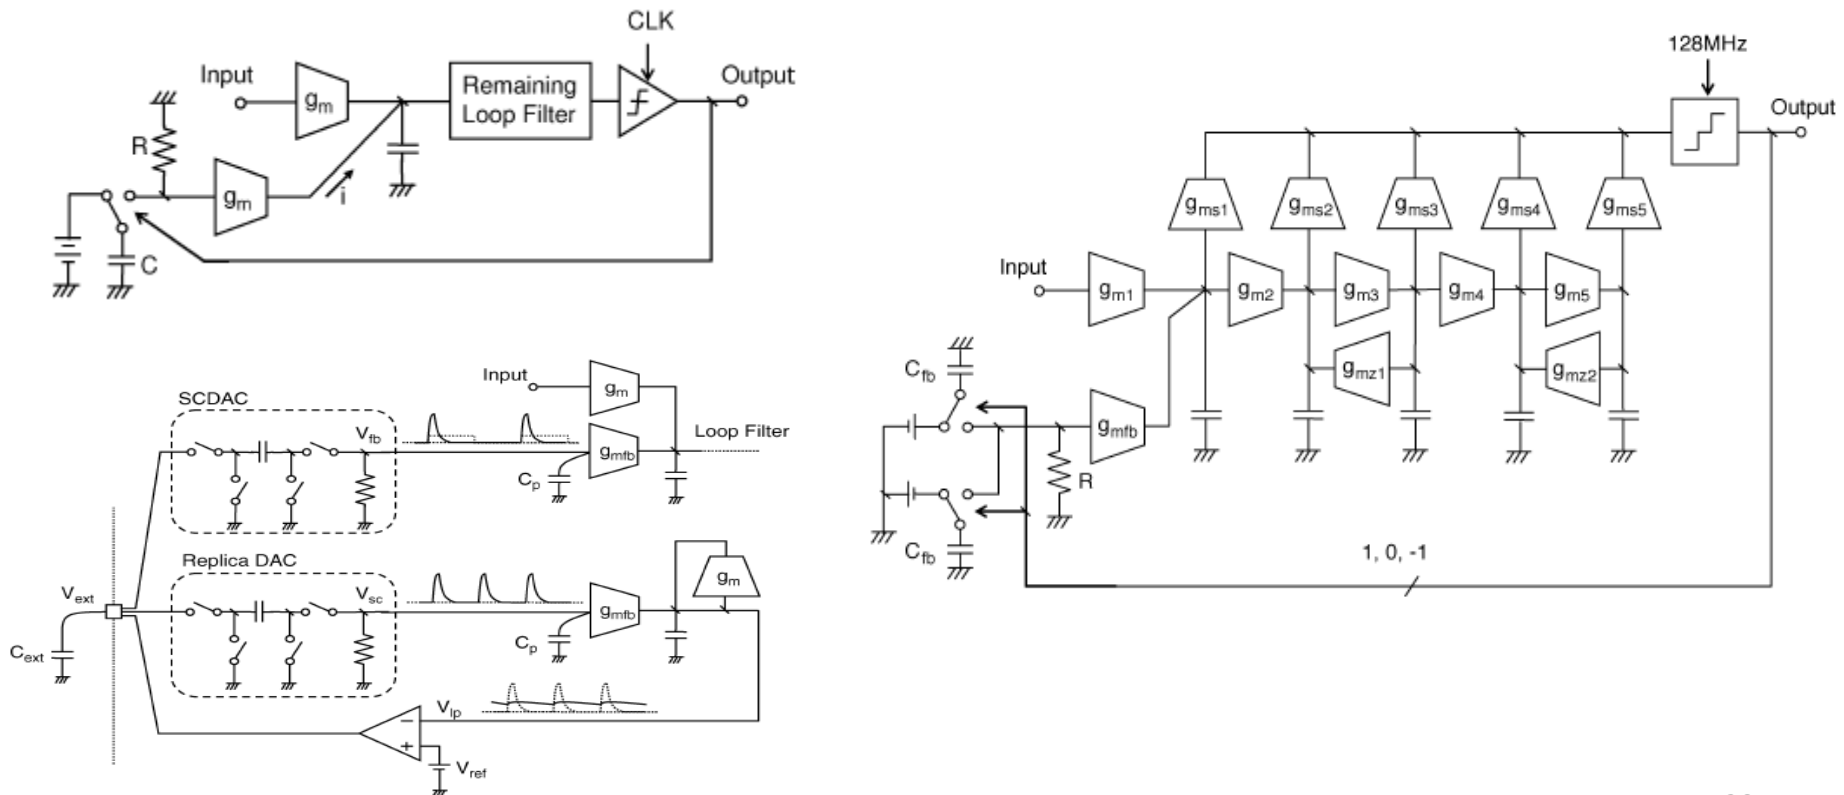 CLK
Input
gm
Remaining
Loop Filter
Output
R
gm
i
C
Input
gm
SCDAC
Vfb
gmfb
Loop Filter
Cp
Replica DAC
Vext
Vsc
gmfb
gm
Cext
Cp
Vlp
−
+
Vref
128MHz
Output
gms1
gms2
gms3
gms4
gms5
Input
gm1
gm2
gm3
gm4
gm5
gmz1
gmz2
Cfb
gmfb
R
Cfb
1, 0, -1